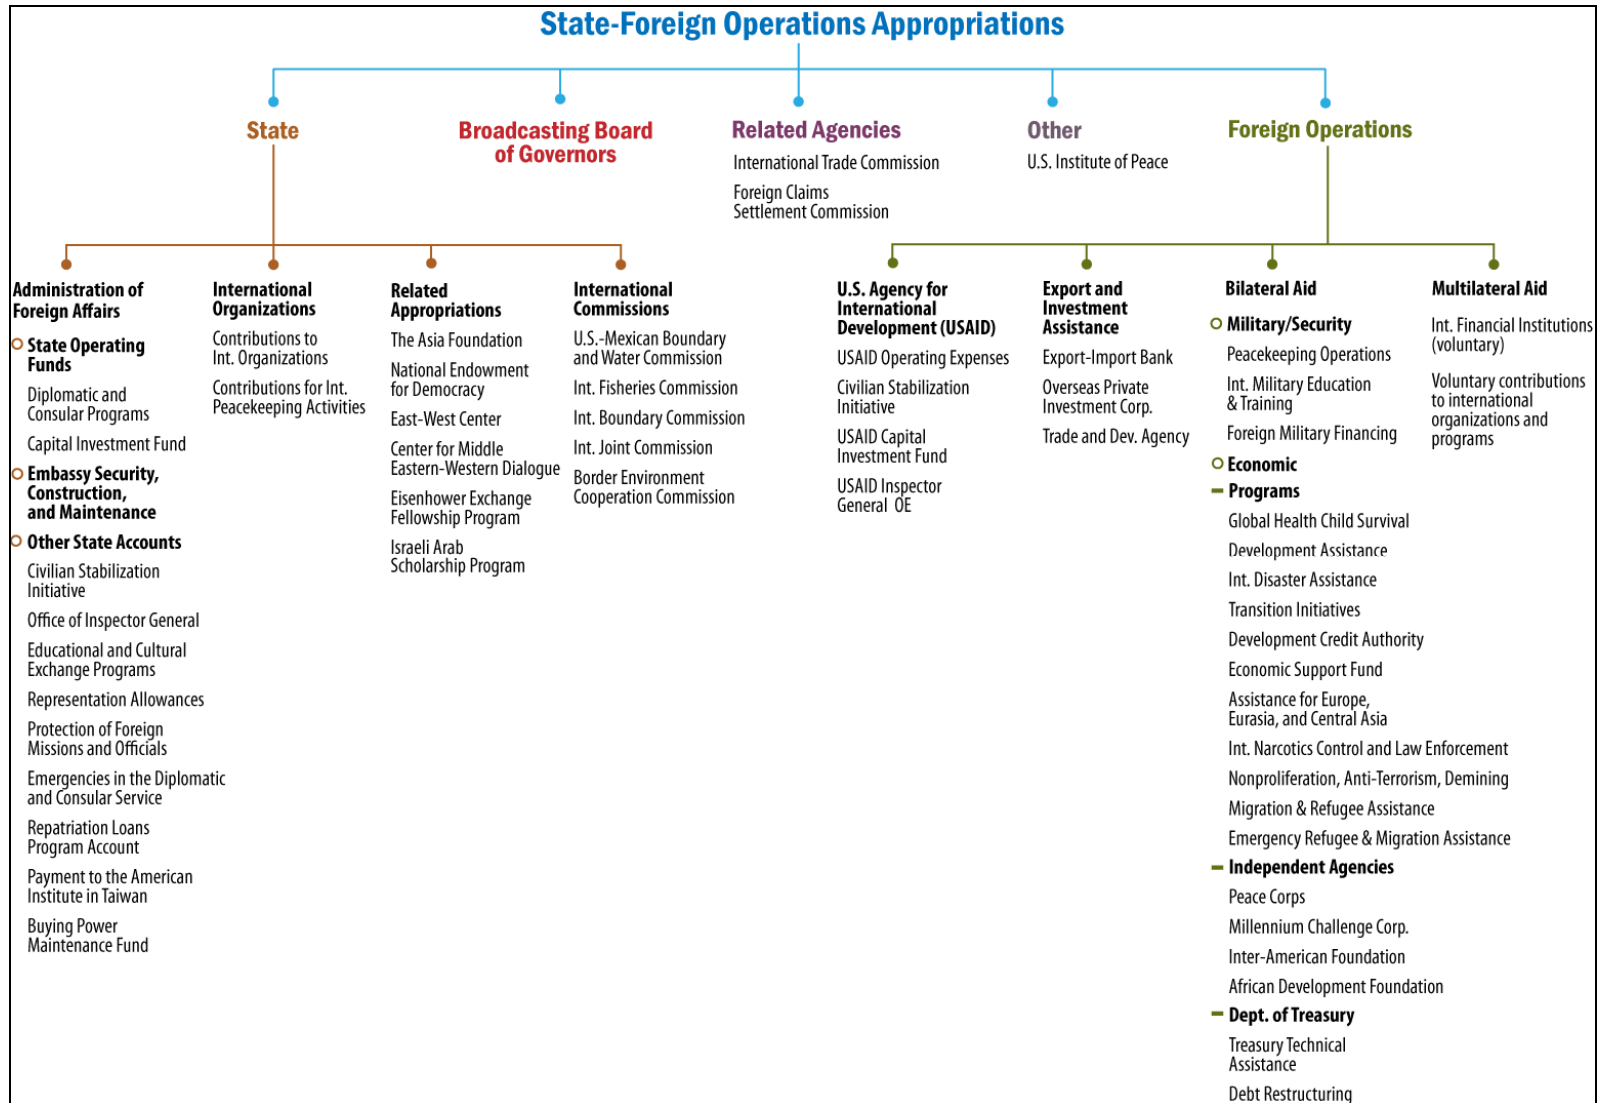 State-Foreign Operations Appropriations
State
Broadcasting Board
of Governors
Related Agencies
International Trade Commission
Foreign Claims
Settlement Commission
Other
U.S. Institute of Peace
Foreign Operations
Administration of
Foreign Affairs
State Operating
Funds
Diplomatic and
Consular Programs
Capital Investment Fund
Embassy Security,
Construction,
and Maintenance
Other State Accounts
Civilian Stabilization
Initiative
Office of Inspector General
Educational and Cultural
Exchange Programs
Representation Allowances
Protection of Foreign
Missions and Officials
Emergencies in the Diplomatic
and Consular Service
Repatriation Loans
Program Account
Payment to the American
Institute in Taiwan
Buying Power
Maintenance Fund
International
Organizations
Contributions to
Int. Organizations
Contributions for Int.
Peacekeeping Activities
Related
Appropriations
The Asia Foundation
National Endowment
for Democracy
East-West Center
Center for Middle
Eastern-Western Dialogue
Eisenhower Exchange
Fellowship Program
Israeli Arab
Scholarship Program
International
Commissions
U.S.-Mexican Boundary
and Water Commission
Int. Fisheries Commission
Int. Boundary Commission
Int. Joint Commission
Border Environment
Cooperation Commission
U.S. Agency for
International
Development (USAID)
USAID Operating Expenses
Civilian Stabilization
Initiative
USAID Capital
Investment Fund
USAID Inspector
General OE
Export and
Investment
Assistance
Export-Import Bank
Overseas Private
Investment Corp.
Trade and Dev. Agency
Bilateral Aid
Military/Security
Peacekeeping Operations
Int. Military Education
& Training
Foreign Military Financing
Economic
Programs
Global Health Child Survival
Development Assistance
Int. Disaster Assistance
Transition Initiatives
Development Credit Authority
Economic Support Fund
Assistance for Europe,
Eurasia, and Central Asia
Int. Narcotics Control and Law Enforcement
Nonproliferation, Anti-Terrorism, Demining
Migration & Refugee Assistance
Emergency Refugee & Migration Assistance
Independent Agencies
Peace Corps
Millennium Challenge Corp.
Inter-American Foundation
African Development Foundation
Dept. of Treasury
Treasury Technical
Assistance
Debt Restructuring
Multilateral Aid
Int. Financial Institutions
(voluntary)
Voluntary contributions
to international
organizations and
programs